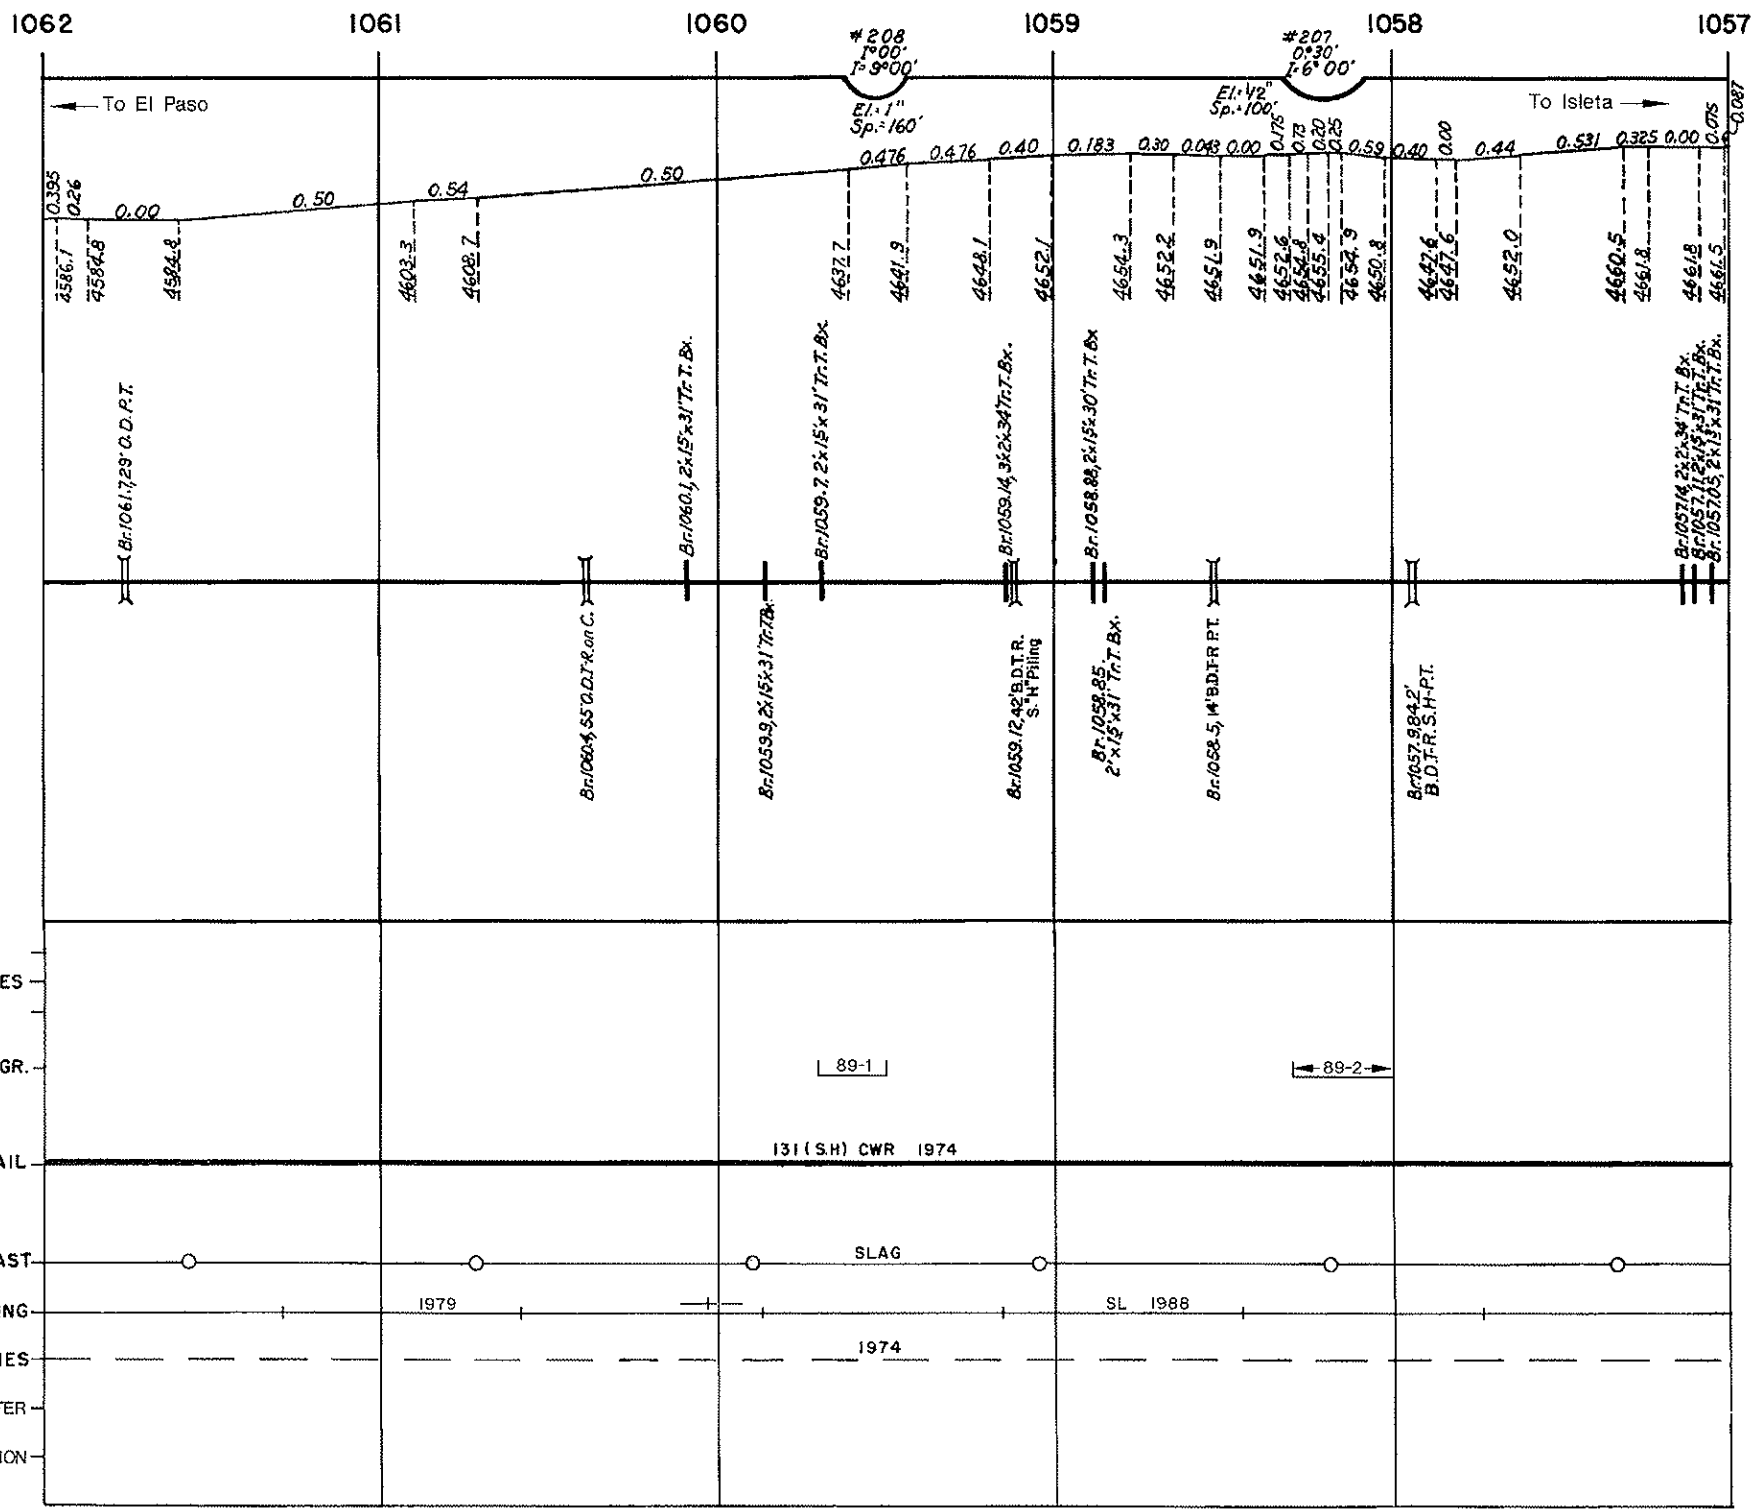 1062 1061 1060 1059 1058 1057
#208
1°00'
I=9°00'
#207
0°30'
I=6°00'
El.=1"
Sp.=160'
El.=1/2"
Sp.=100'
To El Paso
To Isleta
0.395 0.26 0.00 0.50 0.54 0.50 0.476 0.476 0.40 0.183 0.30 0.043 0.00 0.175 0.73 0.20 0.25 0.59 0.40 0.00 0.44 0.531 0.325 0.00 0.075 0.087
4586.1 4584.8 4584.8 4603.3 4608.7 4637.7 4641.9 4648.1 4652.1 4654.3 4652.2 4651.9 4651.9 4652.6 4654.8 4655.4 4654.9 4650.8 4647.6 4647.6 4652.0 4660.5 4661.8 4661.8 4661.5
Br.1061.7,29' O.D.P.T.
Br.1060.4,55'O.D.T-R.on C.
Br.1060.1,2'x15'x31'Tr.T.Bx.
Br.1059.9,2'x15'x31'Tr.T.Bx.
Br.1059.7,2'x15'x31'Tr.T.Bx.
Br.1059.14,3'x2'x34'Tr.T.Bx.
Br.1059.12,42'B.D.T.R.
S."H"Piling
Br.1058.88,2'x15'x30'Tr.T.Bx
Br.1058.85,
2'x15'x31' Tr.T.Bx.
Br.1058.5,14'B.D.T-R P.T.
Br.1057.9,84.2'
B.D.T-R.S.H-P.T.
Br.1057.14,2'x2'x34'Tr.T.Bx.
Br.1057.11,2'x15'x31'Tr.T.Bx.
Br.1057.05,2'x13'x31'Tr.T.Bx.
ES
GR.
89-1
89-2
AIL
131 (S.H) CWR 1974
AST
SLAG
NG
1979
SL 1988
IES
1974
TER
ION